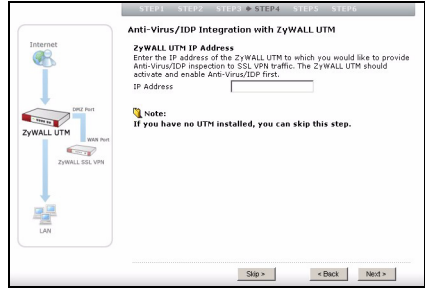 STEP1 STEP2 STEP3 STEP4 STEP5 STEP6
Anti-Virus/IDP Integration with ZyWALL UTM
ZyWALL UTM IP Address
Enter the IP address of the ZyWALL UTM to which you would like to provide
Anti-Virus/IDP inspection to SSL VPN traffic. The ZyWALL UTM should
activate and enable Anti-Virus/IDP first.
IP Address
Note:
If you have no UTM installed, you can skip this step.
Internet
DMZ Port
ZyWALL UTM
WAN Port
ZyWALL SSL VPN
LAN
Skip >
< Back
Next >